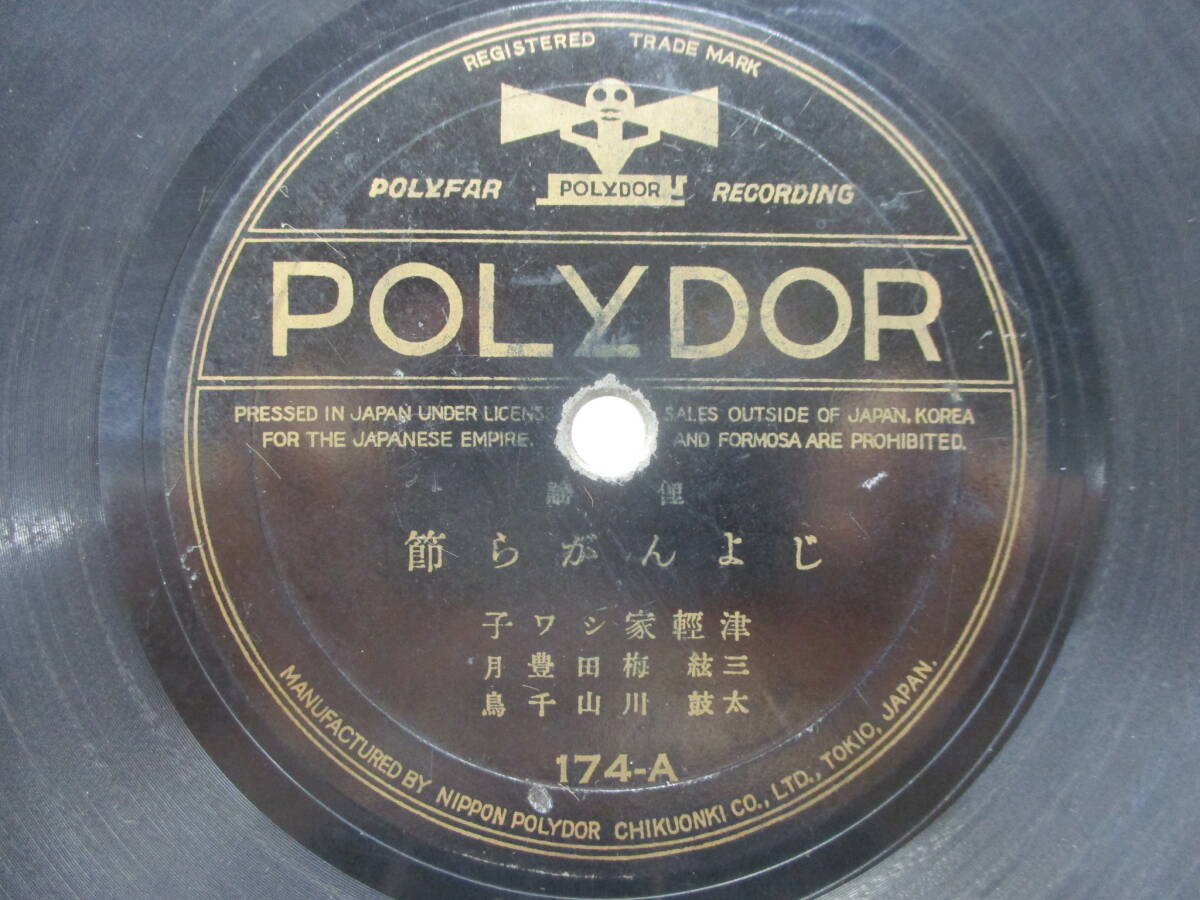 REGISTERED TRADE MARK
POLYFAR POLYDOR RECORDING
POLYDOR
PRESSED IN JAPAN UNDER LICENS SALES OUTSIDE OF JAPAN, KOREA
FOR THE JAPANESE EMPIRE. AND FORMOSA ARE PROHIBITED.
俚謠
じよんがら節
津輕家シワ子
三絃 梅田豊月
太鼓 川山千鳥
174-A
MANUFACTURED BY NIPPON POLYDOR CHIKUONKI CO., LTD., TOKIO, JAPAN.